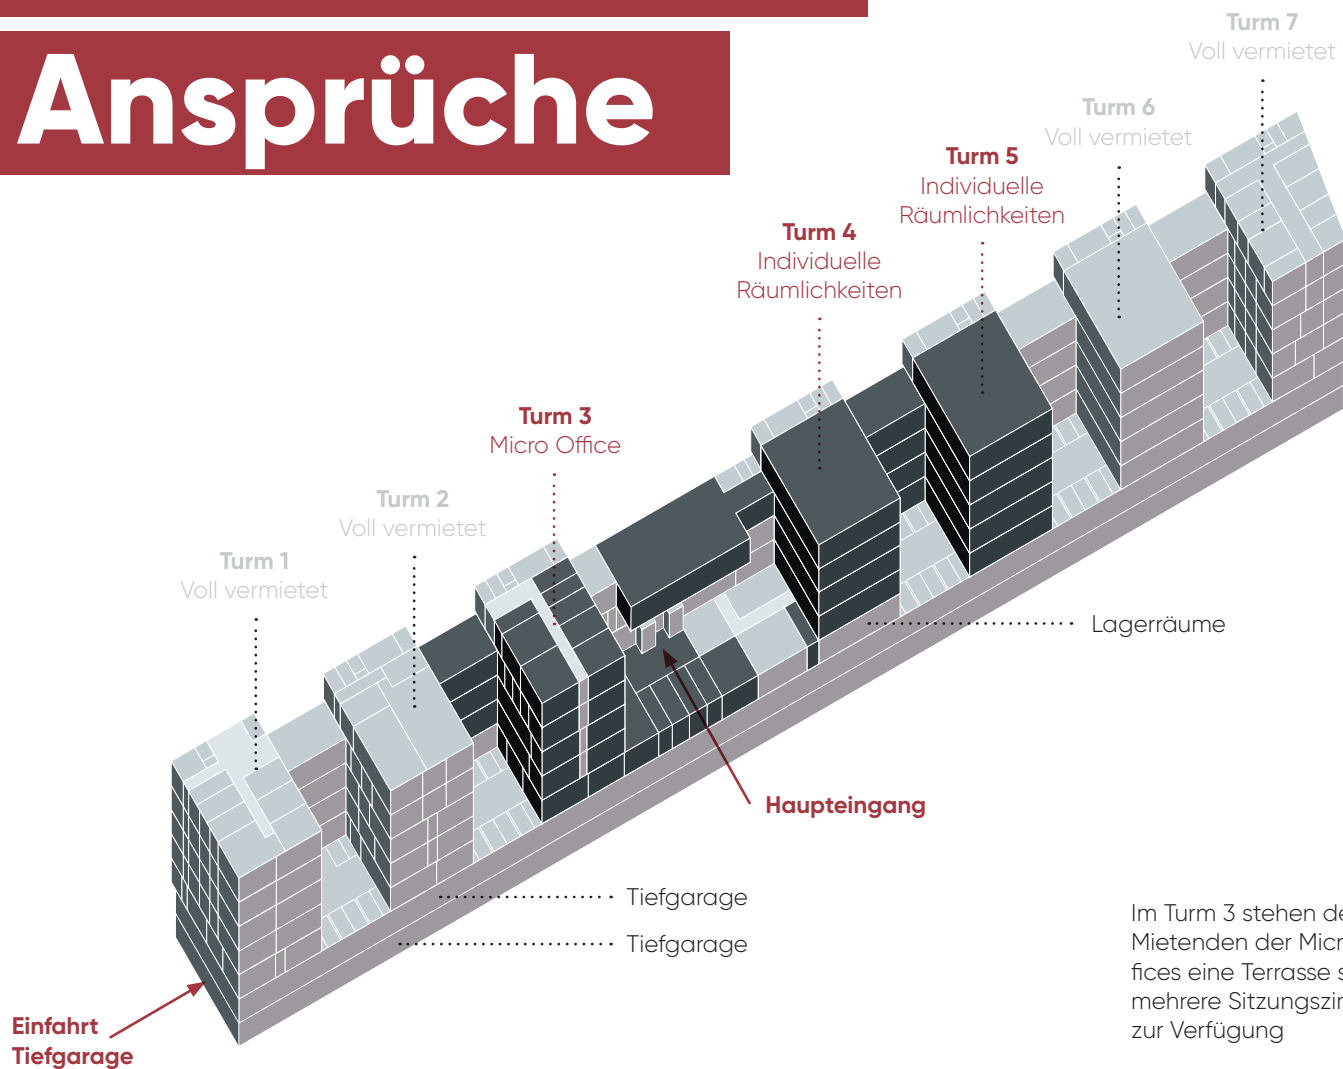 Ansprüche
Turm 7
Voll vermietet
Turm 6
Voll vermietet
Turm 5
Individuelle
Räumlichkeiten
Turm 4
Individuelle
Räumlichkeiten
Turm 3
Micro Office
Turm 2
Voll vermietet
Turm 1
Voll vermietet
Lagerräume
Haupteingang
Tiefgarage
Tiefgarage
Einfahrt
Tiefgarage
Im Turm 3 stehen
Mietenden der
fices eine Terrasse
mehrere
zur Verfügung